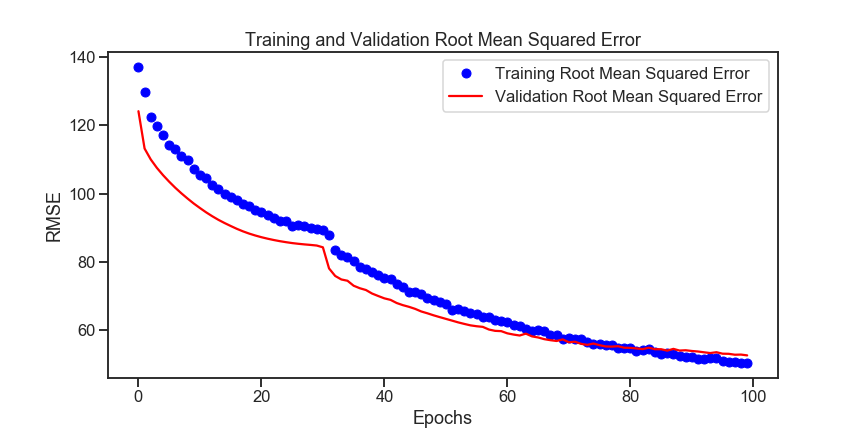 Training and Validation Root Mean Squared Error
Training Root Mean Squared Error
Validation Root Mean Squared Error
140
120
100
80
60
RMSE
0 20 40 60 80 100
Epochs